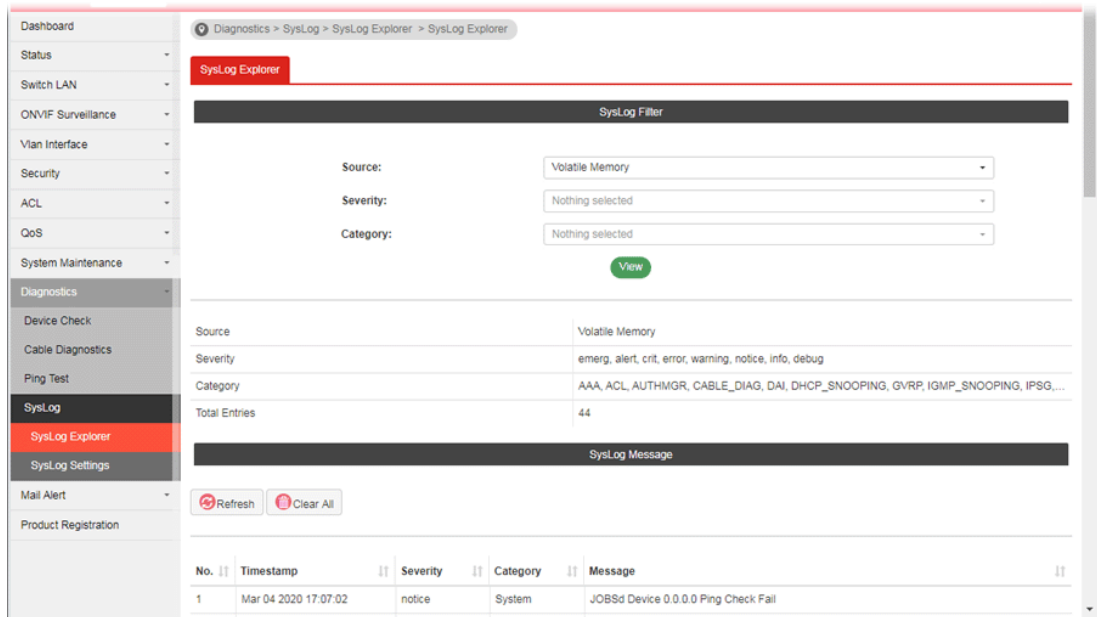 Dashboard
Status
Switch LAN
ONVIF Surveillance
Vlan Interface
Security
ACL
QoS
System Maintenance
Diagnostics
Device Check
Cable Diagnostics
Ping Test
SysLog
SysLog Explorer
SysLog Settings
Mail Alert
Product Registration
Diagnostics > SysLog > SysLog Explorer > SysLog Explorer
SysLog Explorer
SysLog Filter
Source: Volatile Memory
Severity: Nothing selected
Category: Nothing selected
View
Source Volatile Memory
Severity emerg, alert, crit, error, warning, notice, info, debug
Category AAA, ACL, AUTHMGR, CABLE_DIAG, DAI, DHCP_SNOOPING, GVRP, IGMP_SNOOPING, IPSG,...
Total Entries 44
SysLog Message
Refresh Clear All
No. Timestamp Severity Category Message
1 Mar 04 2020 17:07:02 notice System JOBSd Device 0.0.0.0 Ping Check Fail